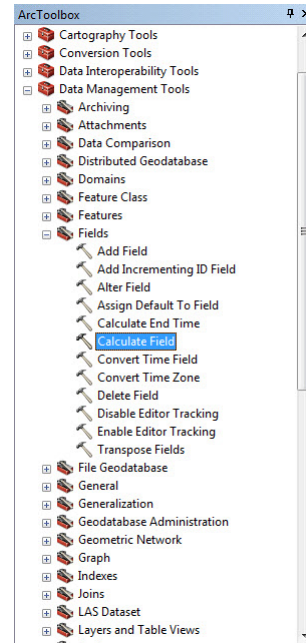 ArcToolbox
Cartography Tools
Conversion Tools
Data Interoperability Tools
Data Management Tools
Archiving
Attachments
Data Comparison
Distributed Geodatabase
Domains
Feature Class
Features
Fields
Add Field
Add Incrementing ID Field
Alter Field
Assign Default To Field
Calculate End Time
Calculate Field
Convert Time Field
Convert Time Zone
Delete Field
Disable Editor Tracking
Enable Editor Tracking
Transpose Fields
File Geodatabase
General
Generalization
Geodatabase Administration
Geometric Network
Graph
Indexes
Joins
LAS Dataset
Layers and Table Views